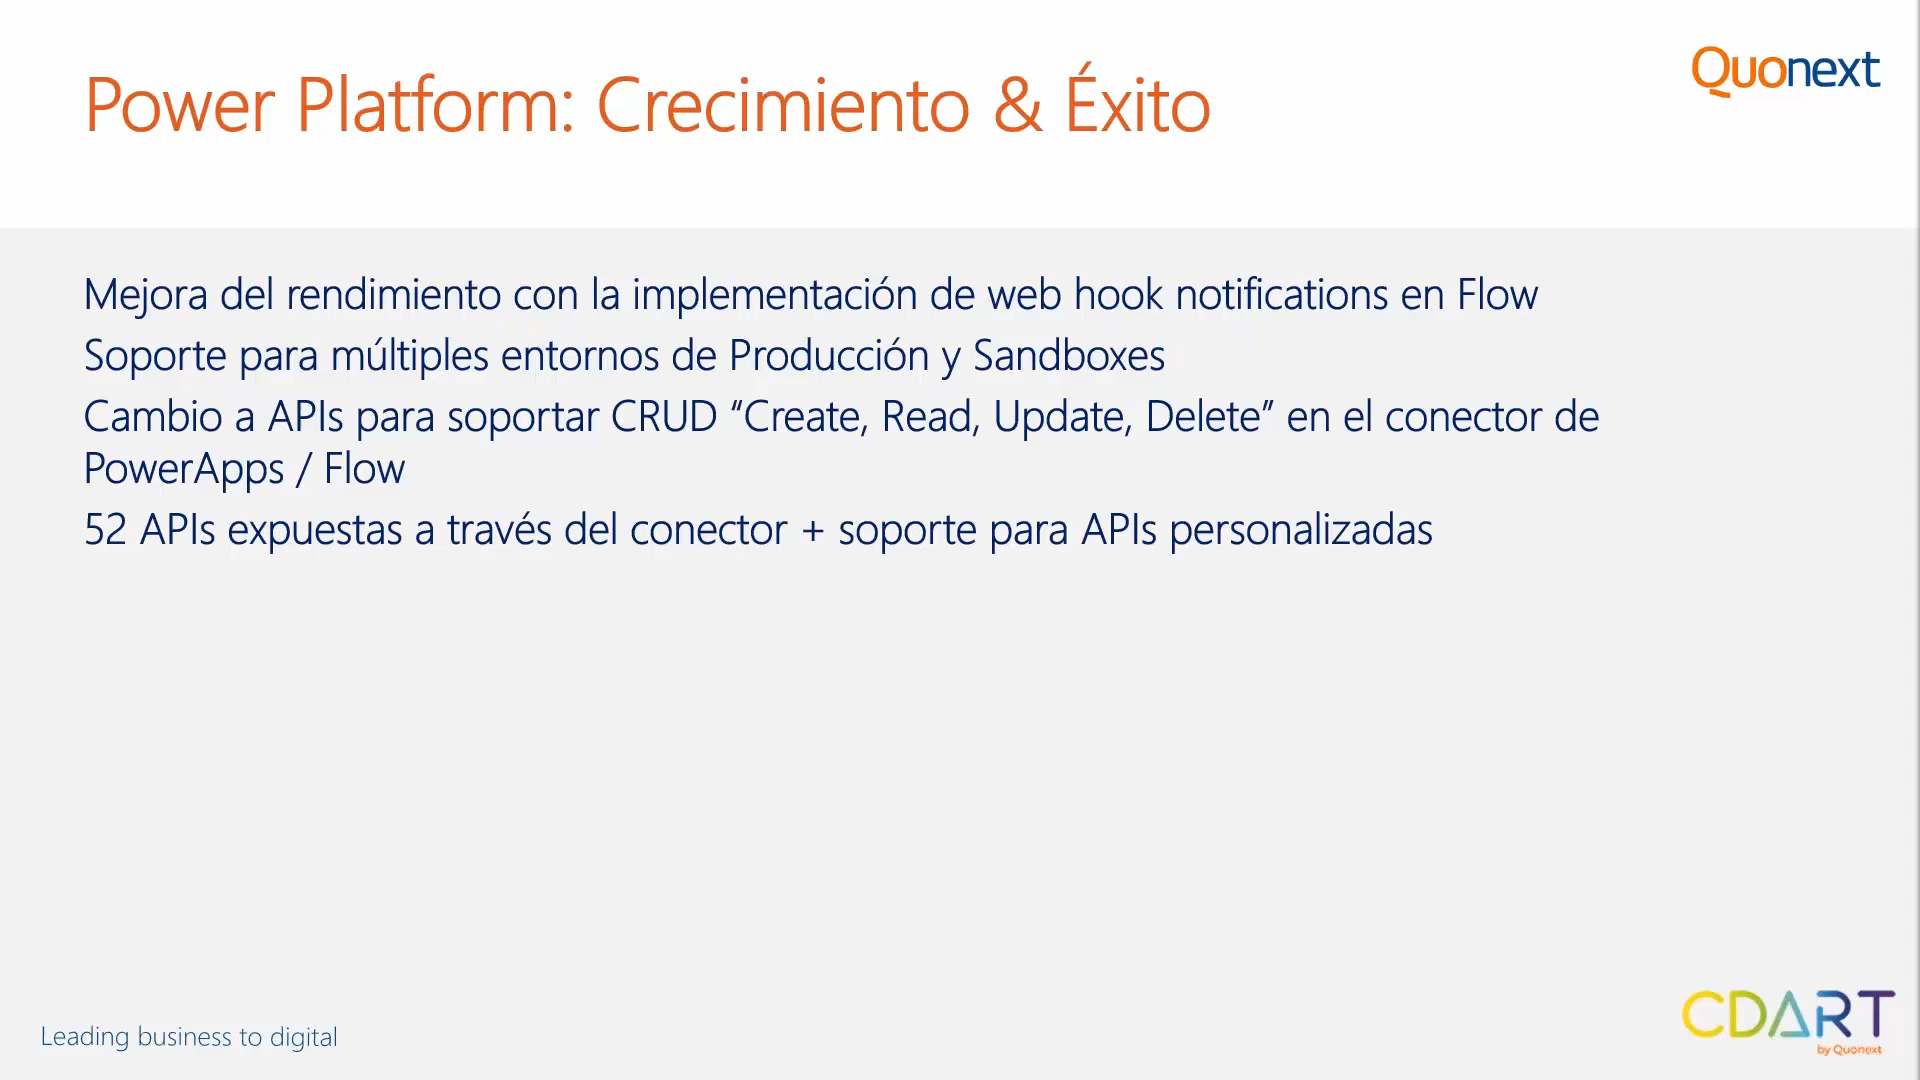 Power Platform: Crecimiento & Éxito
Quonext
Mejora del rendimiento con la implementación de web hook notifications en Flow
Soporte para múltiples entornos de Producción y Sandboxes
Cambio a APIs para soportar CRUD “Create, Read, Update, Delete” en el conector de
PowerApps / Flow
52 APIs expuestas a través del conector + soporte para APIs personalizadas
Leading business to digital
CDART
by Quonext